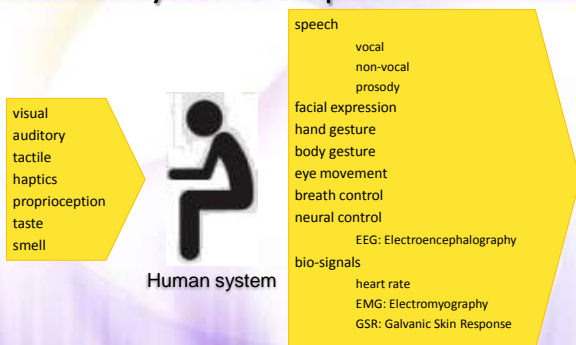 visual
auditory
tactile
haptics
proprioception
taste
smell
Human system
speech
vocal
non-vocal
prosody
facial expression
hand gesture
body gesture
eye movement
breath control
neural control
EEG: Electroencephalography
bio-signals
heart rate
EMG: Electromyography
GSR: Galvanic Skin Response